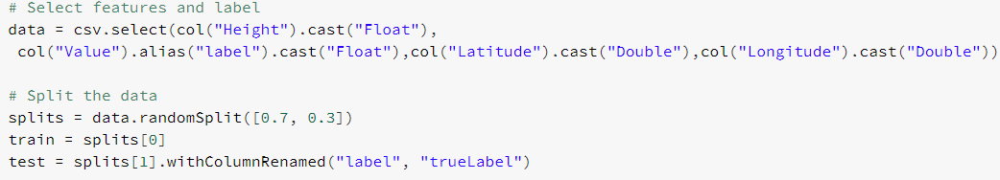 # Select features and label
data = csv.select(col("Height").cast("Float"),
 col("Value").alias("label").cast("Float"),col("Latitude").cast("Double"),col("Longitude").cast("Double"))
# Split the data
splits = data.randomSplit([0.7, 0.3])
train = splits[0]
test = splits[1].withColumnRenamed("label", "trueLabel")